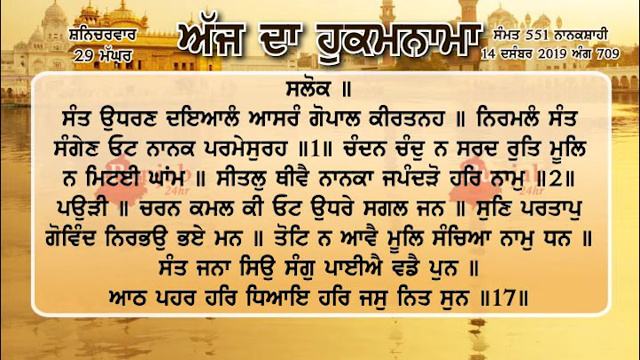 ਸ਼ਨਿਚਰਵਾਰ
29 ਮੱਘਰ
ਅੱਜ ਦਾ ਹੁਕਮਨਾਮਾ
ਸੰਮਤ 551 ਨਾਨਕਸ਼ਾਹੀ
14 ਦਸੰਬਰ 2019 ਅੰਗ 709
ਸਲੋਕ ॥
ਸੰਤ ਉਧਰਣ ਦਇਆਲੰ ਆਸਰੰ ਗੋਪਾਲ ਕੀਰਤਨਹ ॥ ਨਿਰਮਲੰ ਸੰਤ
ਸੰਗੇਣ ਓਟ ਨਾਨਕ ਪਰਮੇਸੁਰਹ ॥1॥ ਚੰਦਨ ਚੰਦੁ ਨ ਸਰਦ ਰੁਤਿ ਮੂਲਿ
ਨ ਮਿਟਈ ਘਾਂਮ ॥ ਸੀਤਲੁ ਥੀਵੈ ਨਾਨਕਾ ਜਪੰਦੜੋ ਹਰਿ ਨਾਮੁ ॥2॥
ਪਉੜੀ ॥ ਚਰਨ ਕਮਲ ਕੀ ਓਟ ਉਧਰੇ ਸਗਲ ਜਨ ॥ ਸੁਣਿ ਪਰਤਾਪੁ
ਗੋਵਿੰਦ ਨਿਰਭਉ ਭਏ ਮਨ ॥ ਤੋਟਿ ਨ ਆਵੈ ਮੂਲਿ ਸੰਚਿਆ ਨਾਮੁ ਧਨ ॥
ਸੰਤ ਜਨਾ ਸਿਉ ਸੰਗੁ ਪਾਈਐ ਵਡੈ ਪੁਨ ॥
ਆਠ ਪਹਰ ਹਰਿ ਧਿਆਇ ਹਰਿ ਜਸੁ ਨਿਤ ਸੁਨ ॥17॥